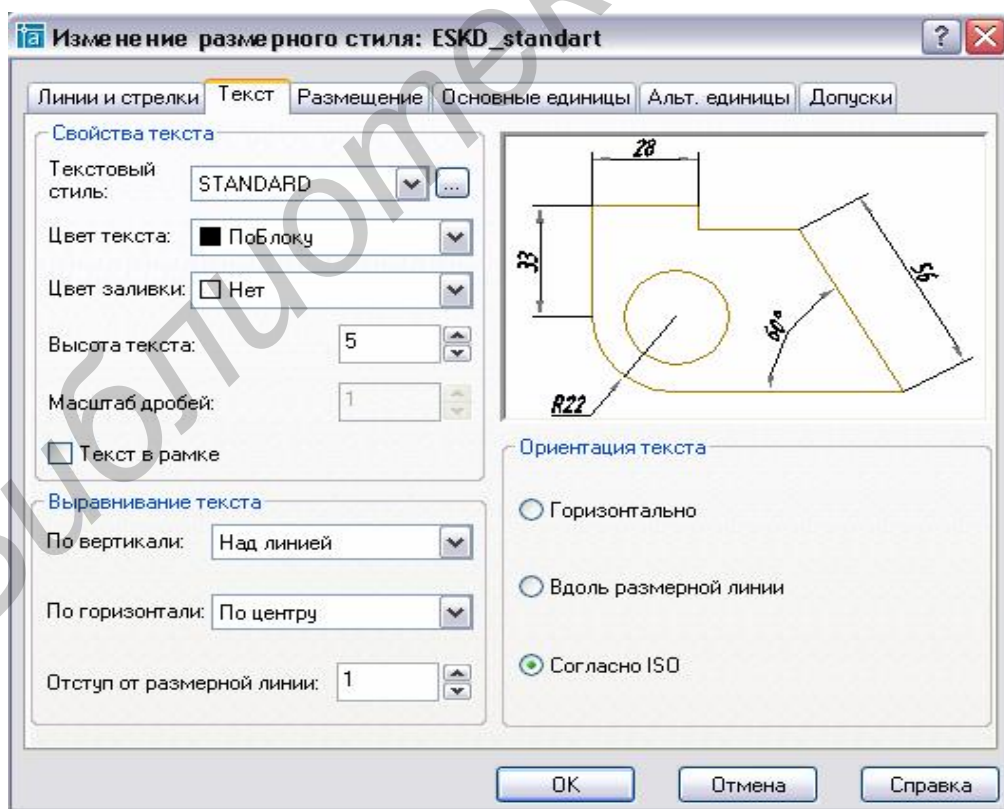 Изменение размерного стиля: ESKD_standart
Линии и стрелки Текст Размещение Основные единицы Альт. единицы Допуски
Свойства текста
Текстовый
стиль:
STANDARD
...
Цвет текста: ПоБлоку
Цвет заливки: Нет
Высота текста: 5
Масштаб дробей: 1
Текст в рамке
Выравнивание текста
По вертикали: Над линией
По горизонтали: По центру
Отступ от размерной линии: 1
28
33
56
60°
R22
Ориентация текста
Горизонтально
Вдоль размерной линии
Согласно ISO
OK Отмена Справка
Библиотек